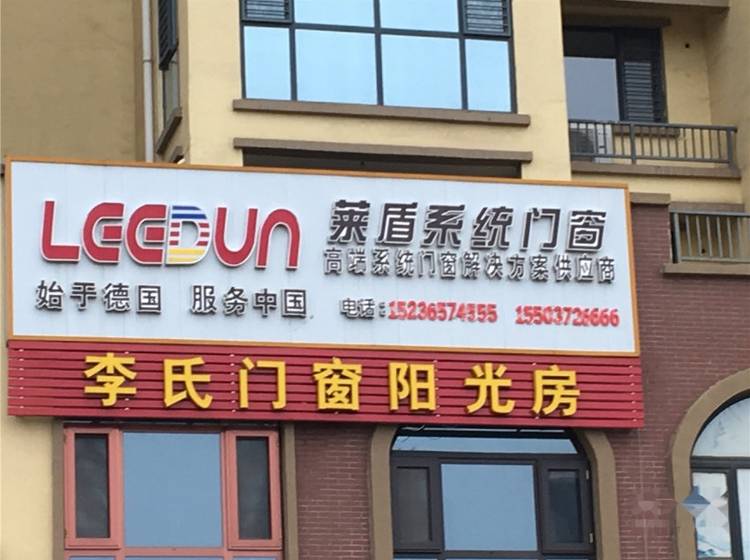 LEEDUN 莱盾系统门窗
高端系统门窗解决方案供应商
始于德国 服务中国 电话:15236574555 15503726666
李氏门窗阳光房